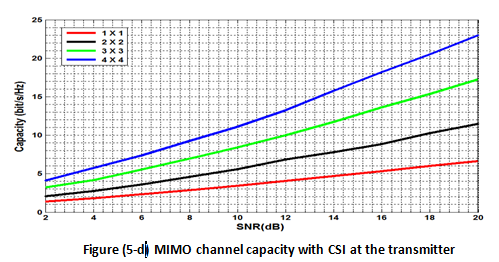 25
20
15
10
5
0
Capacity (bit/s/Hz)
1 X 1
2 X 2
3 X 3
4 X 4
2 4 6 8 10 12 14 16 18 20
SNR(dB)
Figure (5-d) MIMO channel capacity with CSI at the transmitter